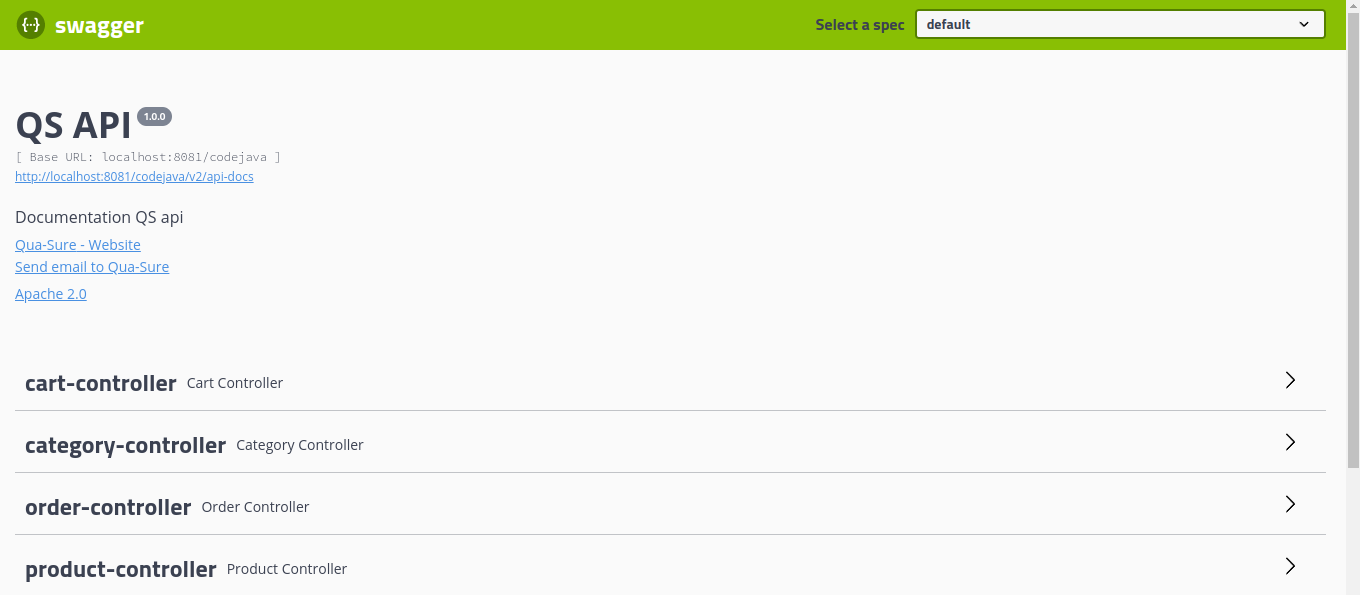 {...} swagger Select a spec default
QS API 1.0.0
[ Base URL: localhost:8081/codejava ]
http://localhost:8081/codejava/v2/api-docs
Documentation QS api
Qua-Sure - Website
Send email to Qua-Sure
Apache 2.0
cart-controller Cart Controller
category-controller Category Controller
order-controller Order Controller
product-controller Product Controller